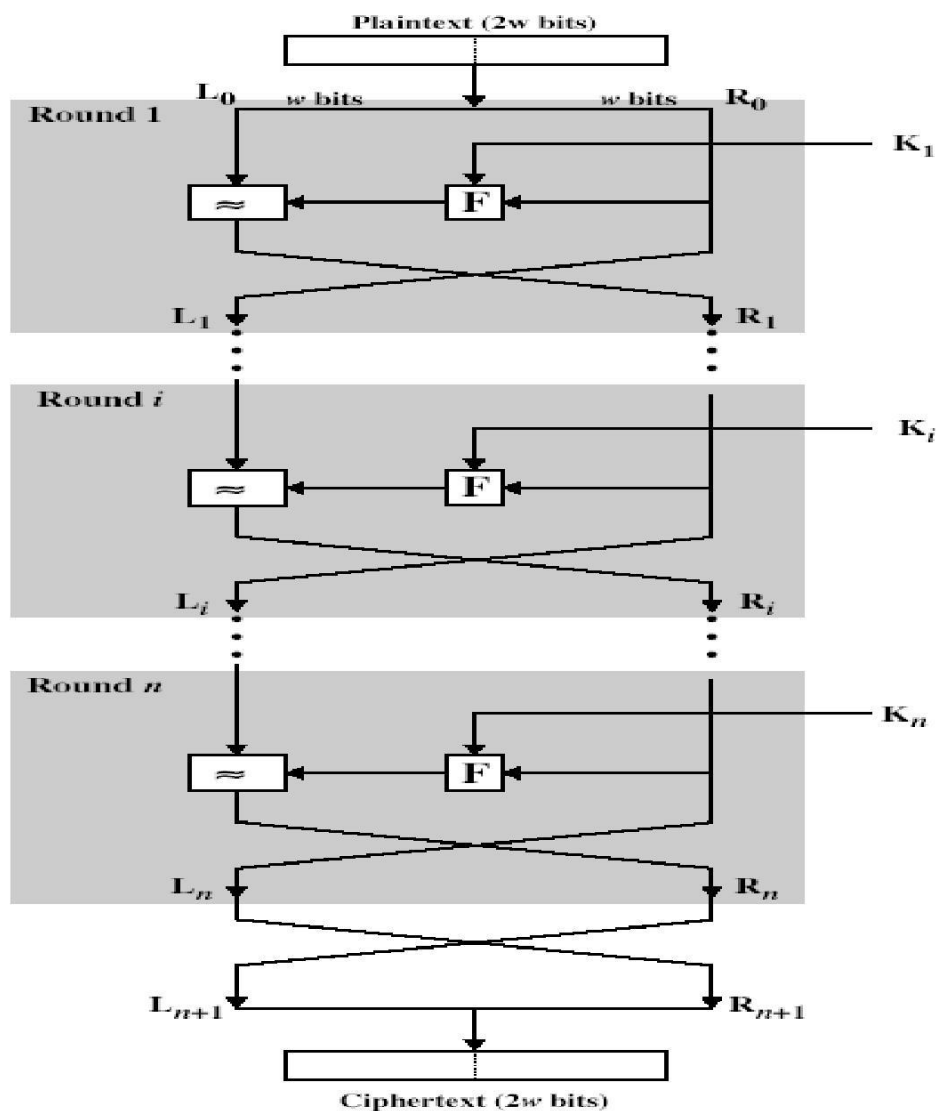 Plaintext (2w bits)
L0 w bits w bits R0
Round 1
K1
≈ F
L1 R1
Round i
Ki
≈ F
Li Ri
Round n
Kn
≈ F
Ln Rn
Ln+1 Rn+1
Ciphertext (2w bits)